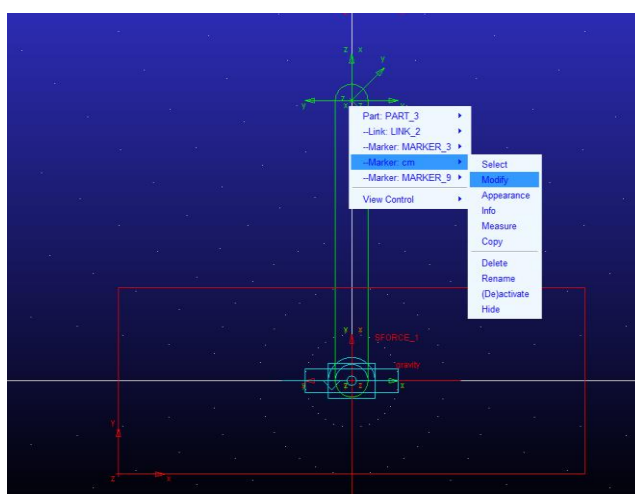 z x
y
y z
x z
Part: PART_3
--Link: LINK_2
--Marker: MARKER_3
--Marker: cm
--Marker: MARKER_9
View Control
Select
Modify
Appearance
Info
Measure
Copy
Delete
Rename
(De)activate
Hide
y x
SFORCE_1
gravity
z z
x
Y
Z
X